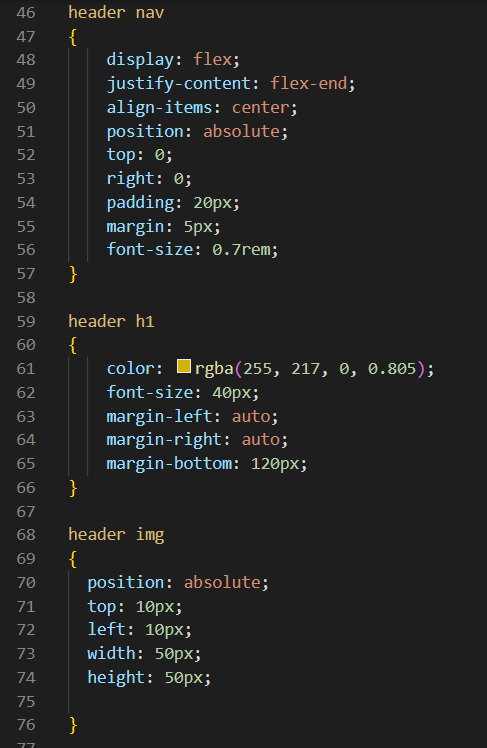 46 header nav
47 {
48 display: flex;
49 justify-content: flex-end;
50 align-items: center;
51 position: absolute;
52 top: 0;
53 right: 0;
54 padding: 20px;
55 margin: 5px;
56 font-size: 0.7rem;
57 }
58
59 header h1
60 {
61 color: rgba(255, 217, 0, 0.805);
62 font-size: 40px;
63 margin-left: auto;
64 margin-right: auto;
65 margin-bottom: 120px;
66 }
67
68 header img
69 {
70 position: absolute;
71 top: 10px;
72 left: 10px;
73 width: 50px;
74 height: 50px;
75
76 }
77